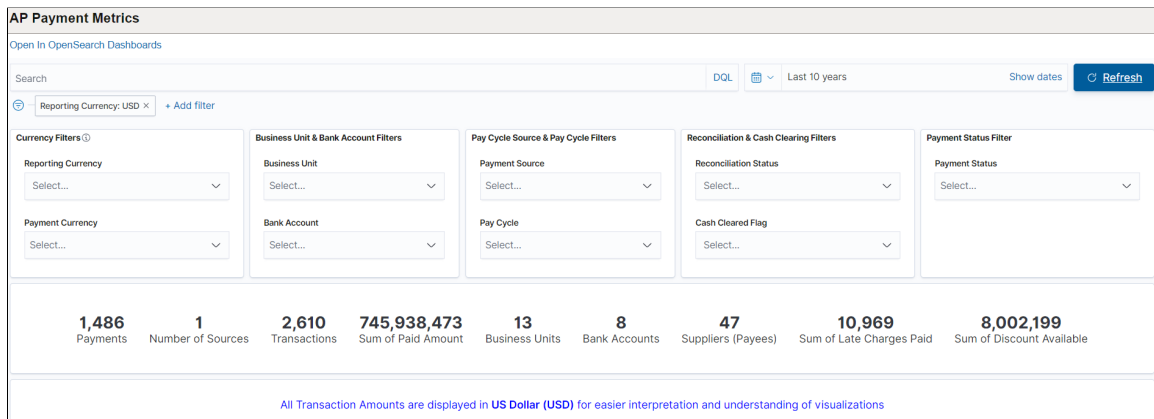 AP Payment Metrics
Open In OpenSearch Dashboards
Search DQL Last 10 years Show dates Refresh
Reporting Currency: USD × + Add filter
Currency Filters Business Unit & Bank Account Filters Pay Cycle Source & Pay Cycle Filters Reconciliation & Cash Clearing Filters Payment Status Filter
Reporting Currency Business Unit Payment Source Reconciliation Status Payment Status
Select... Select... Select... Select... Select...
Payment Currency Bank Account Pay Cycle Cash Cleared Flag
Select... Select... Select... Select...
1,486 1 2,610 745,938,473 13 8 47 10,969 8,002,199
Payments Number of Sources Transactions Sum of Paid Amount Business Units Bank Accounts Suppliers (Payees) Sum of Late Charges Paid Sum of Discount Available
All Transaction Amounts are displayed in US Dollar (USD) for easier interpretation and understanding of visualizations